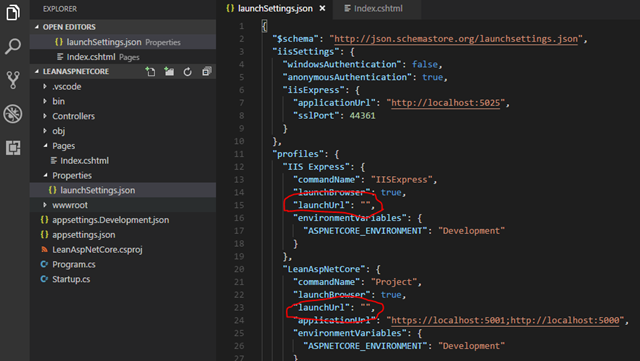 EXPLORER
OPEN EDITORS
{} launchSettings.json Properties
Index.cshtml Pages
LEANASPNETCORE
.vscode
bin
Controllers
obj
Pages
Index.cshtml
Properties
{} launchSettings.json
wwwroot
{} appsettings.Development.json
{} appsettings.json
LeanAspNetCore.csproj
Program.cs
Startup.cs
{} launchSettings.json Index.cshtml
1 {
2 "$schema": "http://json.schemastore.org/launchsettings.json",
3 "iisSettings": {
4 "windowsAuthentication": false,
5 "anonymousAuthentication": true,
6 "iisExpress": {
7 "applicationUrl": "http://localhost:5025",
8 "sslPort": 44361
9 }
10 },
11 "profiles": {
12 "IIS Express": {
13 "commandName": "IISExpress",
14 "launchBrowser": true,
15 "launchUrl": "",
16 "environmentVariables": {
17 "ASPNETCORE_ENVIRONMENT": "Development"
18 }
19 },
20 "LeanAspNetCore": {
21 "commandName": "Project",
22 "launchBrowser": true,
23 "launchUrl": "",
24 "applicationUrl": "https://localhost:5001;http://localhost:5000",
25 "environmentVariables": {
26 "ASPNETCORE_ENVIRONMENT": "Development"
27 }